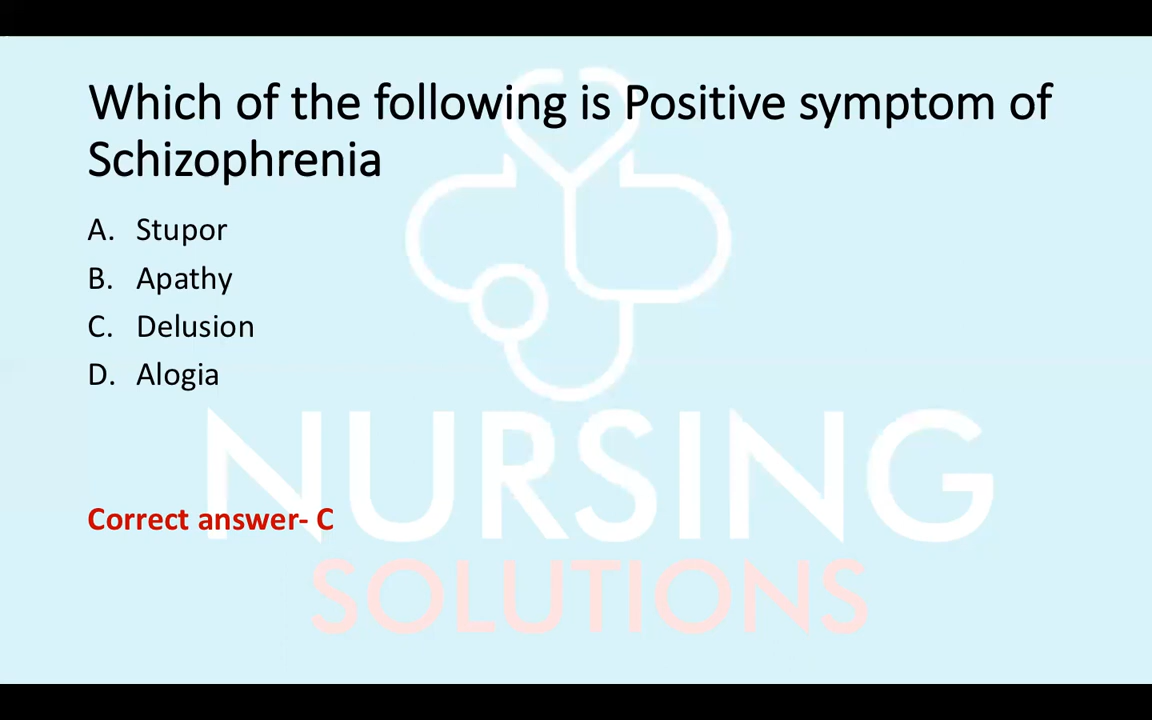 Which of the following is Positive symptom of
Schizophrenia
A. Stupor
B. Apathy
C. Delusion
D. Alogia
NURSING
Correct answer- C
SOLUTIONS